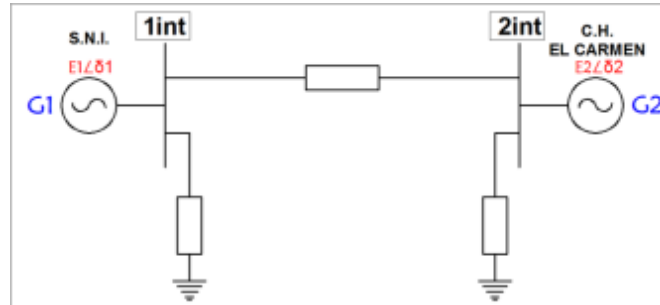 S.N.I.
1int
2int
C.H.
EL CARMEN
E1∠δ1
E2∠δ2
G1
G2